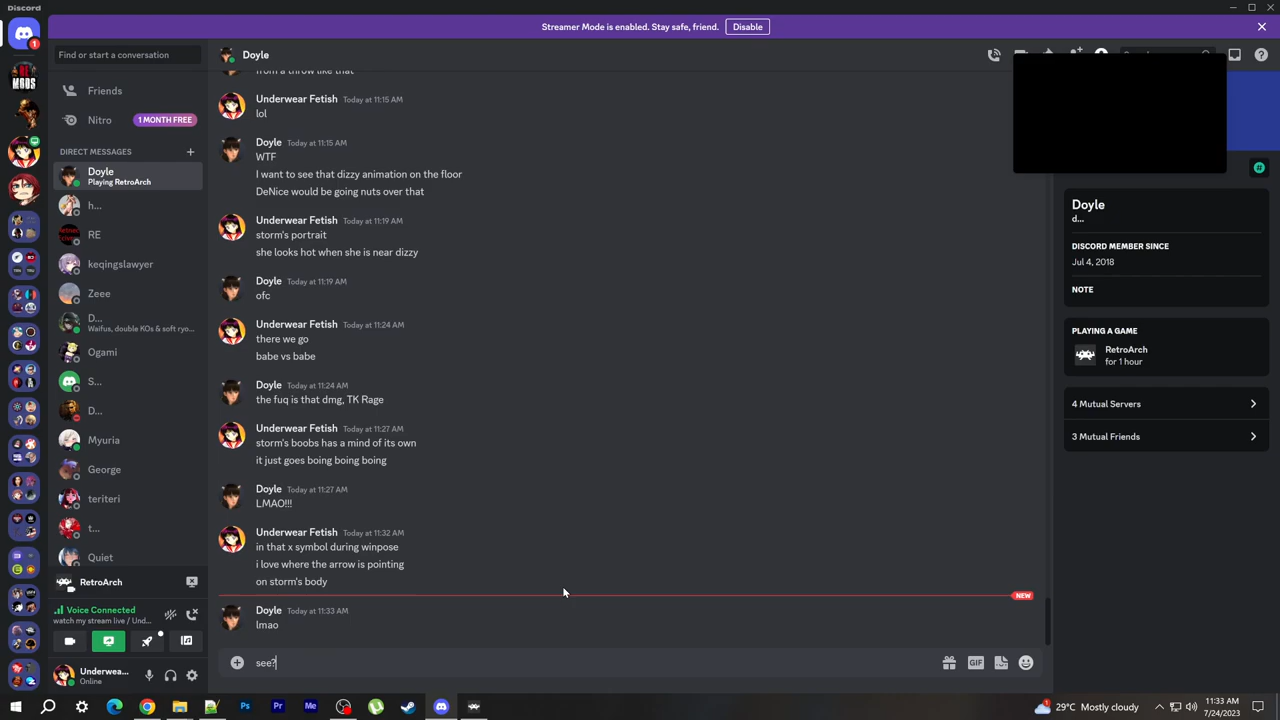 Discord
Streamer Mode is enabled. Stay safe, friend.
Disable
1
Find or start a conversation
Doyle
Friends
Nitro
1 MONTH FREE
DIRECT MESSAGES
Doyle
Playing RetroArch
h...
RE
keqingslawyer
Zeee
D...
Waifus, double KOs & soft ryo...
Ogami
S...
D...
Myuria
George
teriteri
t...
Quiet
RetroArch
Voice Connected
watch my stream live / Do...
Underwea...
Online
from a throw like that
Underwear Fetish Today at 11:15 AM
lol
Doyle Today at 11:15 AM
WTF
I want to see that dizzy animation on the floor
DeNice would be going nuts over that
Underwear Fetish Today at 11:19 AM
storm's portrait
she looks hot when she is near dizzy
Doyle Today at 11:19 AM
ofc
Underwear Fetish Today at 11:24 AM
there we go
babe vs babe
Doyle Today at 11:24 AM
the fuq is that dmg, TK Rage
Underwear Fetish Today at 11:27 AM
storm's boobs has a mind of its own
it just goes boing boing boing
Doyle Today at 11:27 AM
LMAO!!!
Underwear Fetish Today at 11:32 AM
in that x symbol during winpose
i love where the arrow is pointing
on storm's body
NEW
Doyle Today at 11:33 AM
lmao
see?
GIF
Doyle
d...
DISCORD MEMBER SINCE
Jul 4, 2018
NOTE
PLAYING A GAME
RetroArch
for 1 hour
4 Mutual Servers
3 Mutual Friends
Ps
Pr
Me
29°C Mostly cloudy
11:33 AM
7/24/2023